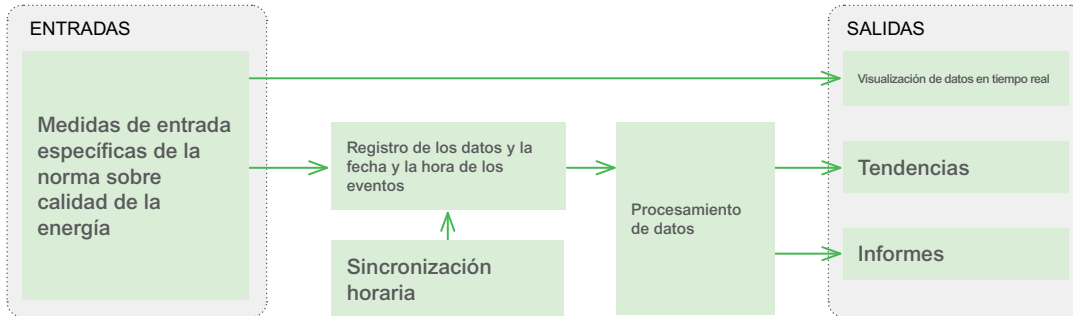 ENTRADAS
Medidas de entrada
específicas de la
norma sobre
calidad de la
energía
Registro de los datos y la
fecha y la hora de los
eventos
Sincronización
horaria
Procesamiento
de datos
SALIDAS
Visualización de datos en tiempo real
Tendencias
Informes